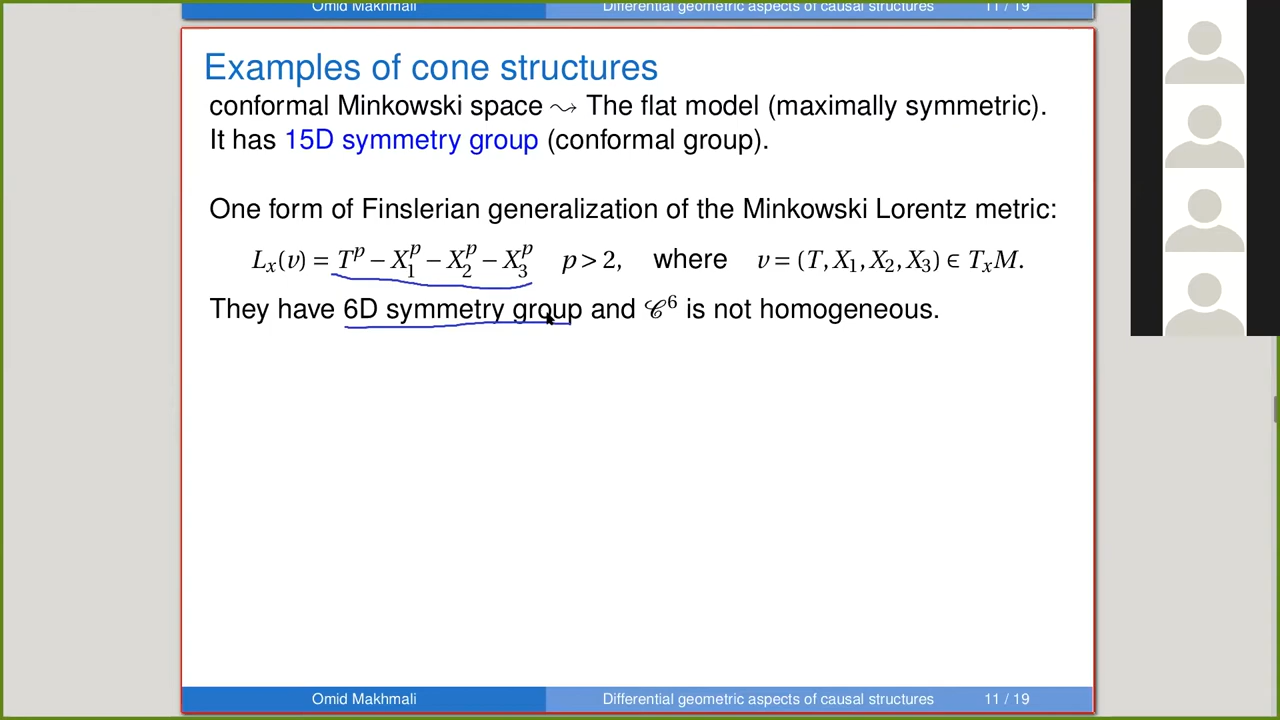 Omid Makhmali Differential geometric aspects of causal structures 11 / 19
Examples of cone structures
conformal Minkowski space ⇝ The flat model (maximally symmetric).
It has 15D symmetry group (conformal group).
One form of Finslerian generalization of the Minkowski Lorentz metric:
Lₓ(v) = Tᵖ − X₁ᵖ − X₂ᵖ − X₃ᵖ p > 2, where v = (T, X₁, X₂, X₃) ∈ TₓM.
They have 6D symmetry group and 𝒞⁶ is not homogeneous.
Omid Makhmali Differential geometric aspects of causal structures 11 / 19